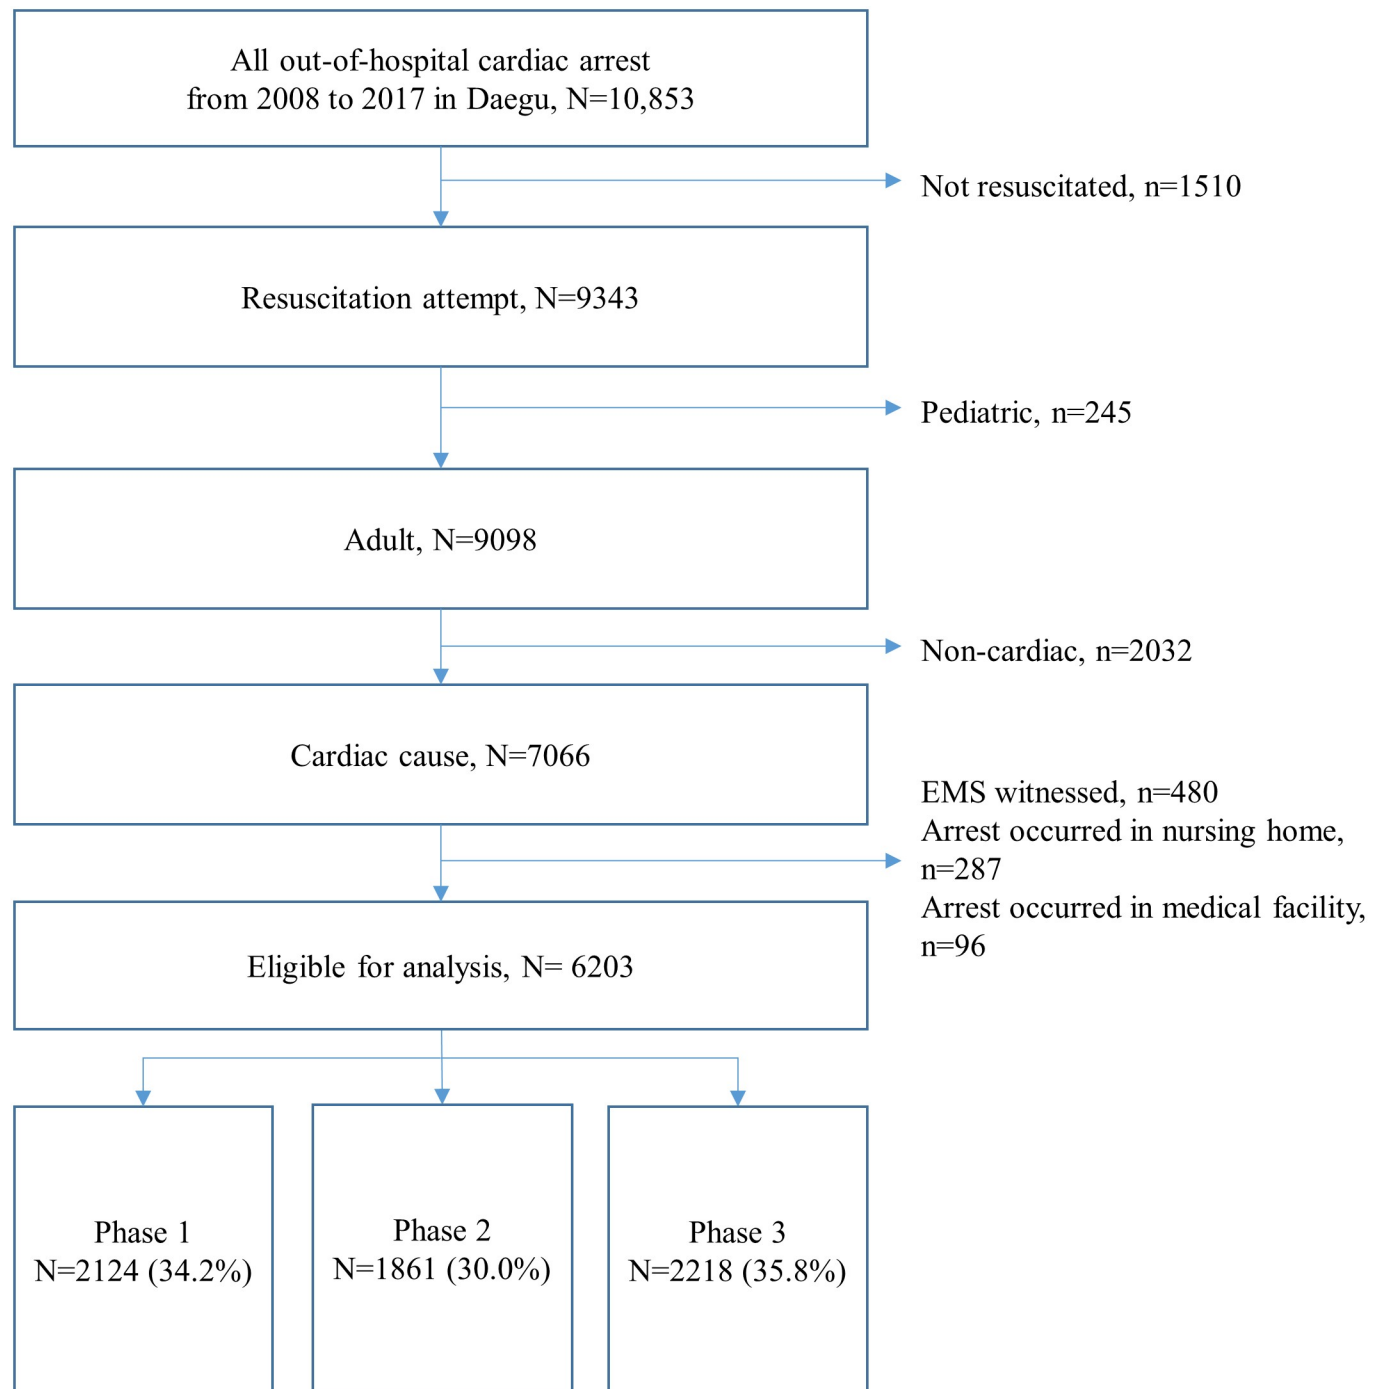 All out-of-hospital cardiac arrest
from 2008 to 2017 in Daegu, N=10,853
Not resuscitated, n=1510
Resuscitation attempt, N=9343
Pediatric, n=245
Adult, N=9098
Non-cardiac, n=2032
Cardiac cause, N=7066
EMS witnessed, n=480
Arrest occurred in nursing home,
n=287
Arrest occurred in medical facility,
n=96
Eligible for analysis, N= 6203
Phase 1
N=2124 (34.2%)
Phase 2
N=1861 (30.0%)
Phase 3
N=2218 (35.8%)